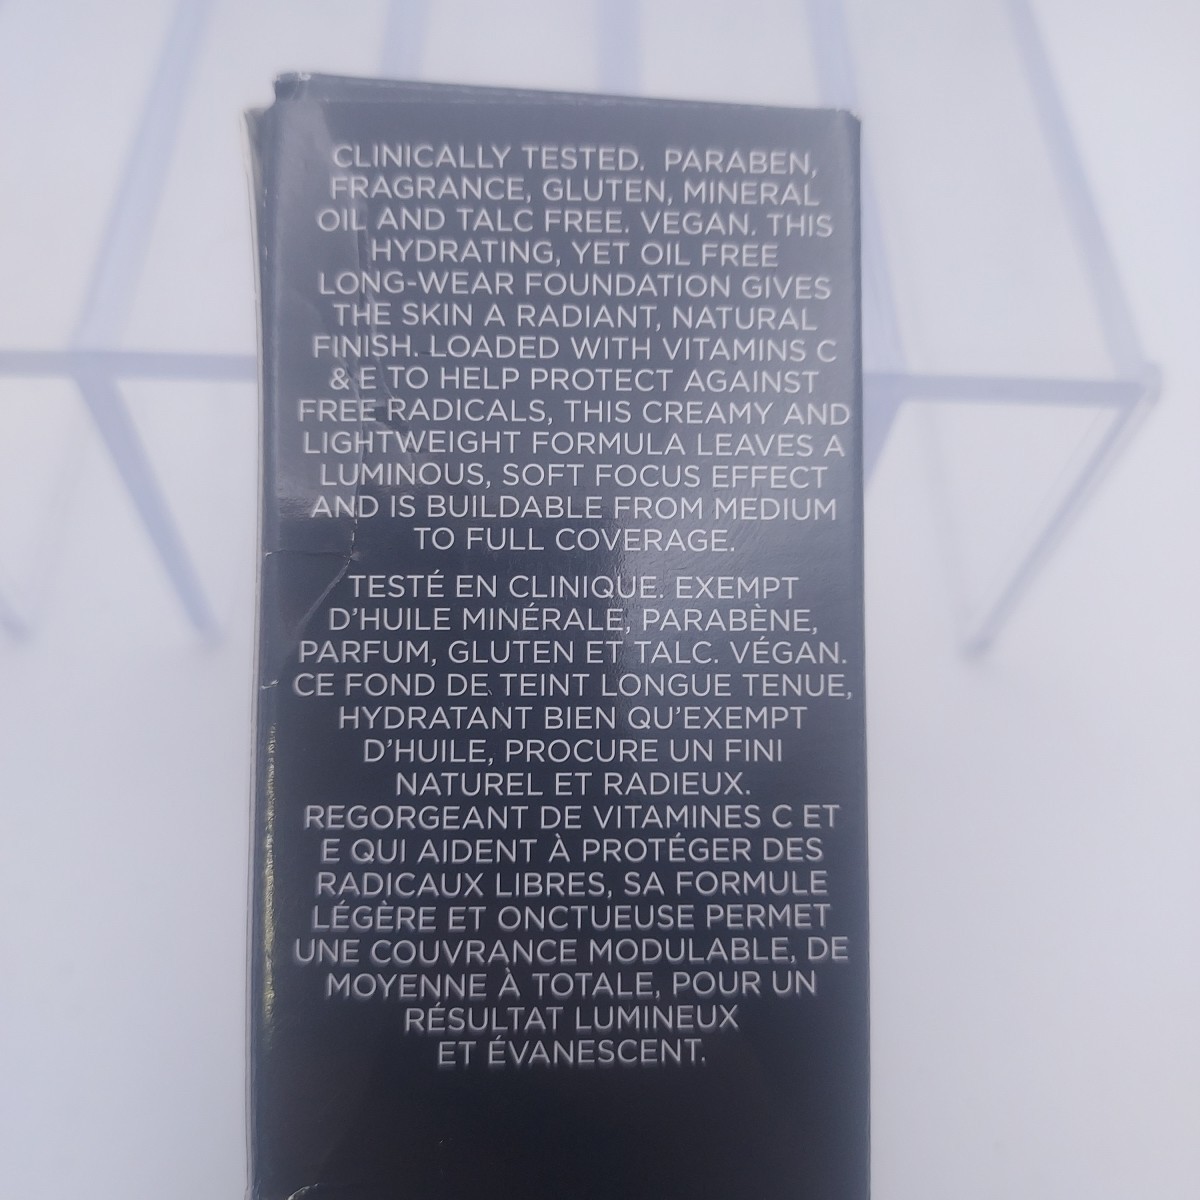 CLINICALLY TESTED. PARABEN,
FRAGRANCE, GLUTEN, MINERAL
OIL AND TALC FREE. VEGAN. THIS
HYDRATING, YET OIL FREE
LONG-WEAR FOUNDATION GIVES
THE SKIN A RADIANT, NATURAL
FINISH. LOADED WITH VITAMINS C
& E TO HELP PROTECT AGAINST
FREE RADICALS, THIS CREAMY AND
LIGHTWEIGHT FORMULA LEAVES A
LUMINOUS, SOFT FOCUS EFFECT
AND IS BUILDABLE FROM MEDIUM
TO FULL COVERAGE.
TESTÉ EN CLINIQUE. EXEMPT
D'HUILE MINÉRALE, PARABÈNE,
PARFUM, GLUTEN ET TALC. VÉGAN.
CE FOND DE TEINT LONGUE TENUE,
HYDRATANT BIEN QU'EXEMPT
D'HUILE, PROCURE UN FINI
NATUREL ET RADIEUX.
REGORGEANT DE VITAMINES C ET
E QUI AIDENT À PROTÉGER DES
RADICAUX LIBRES, SA FORMULE
LÉGÈRE ET ONCTUEUSE PERMET
UNE COUVRANCE MODULABLE, DE
MOYENNE À TOTALE, POUR UN
RÉSULTAT LUMINEUX
ET ÉVANESCENT.